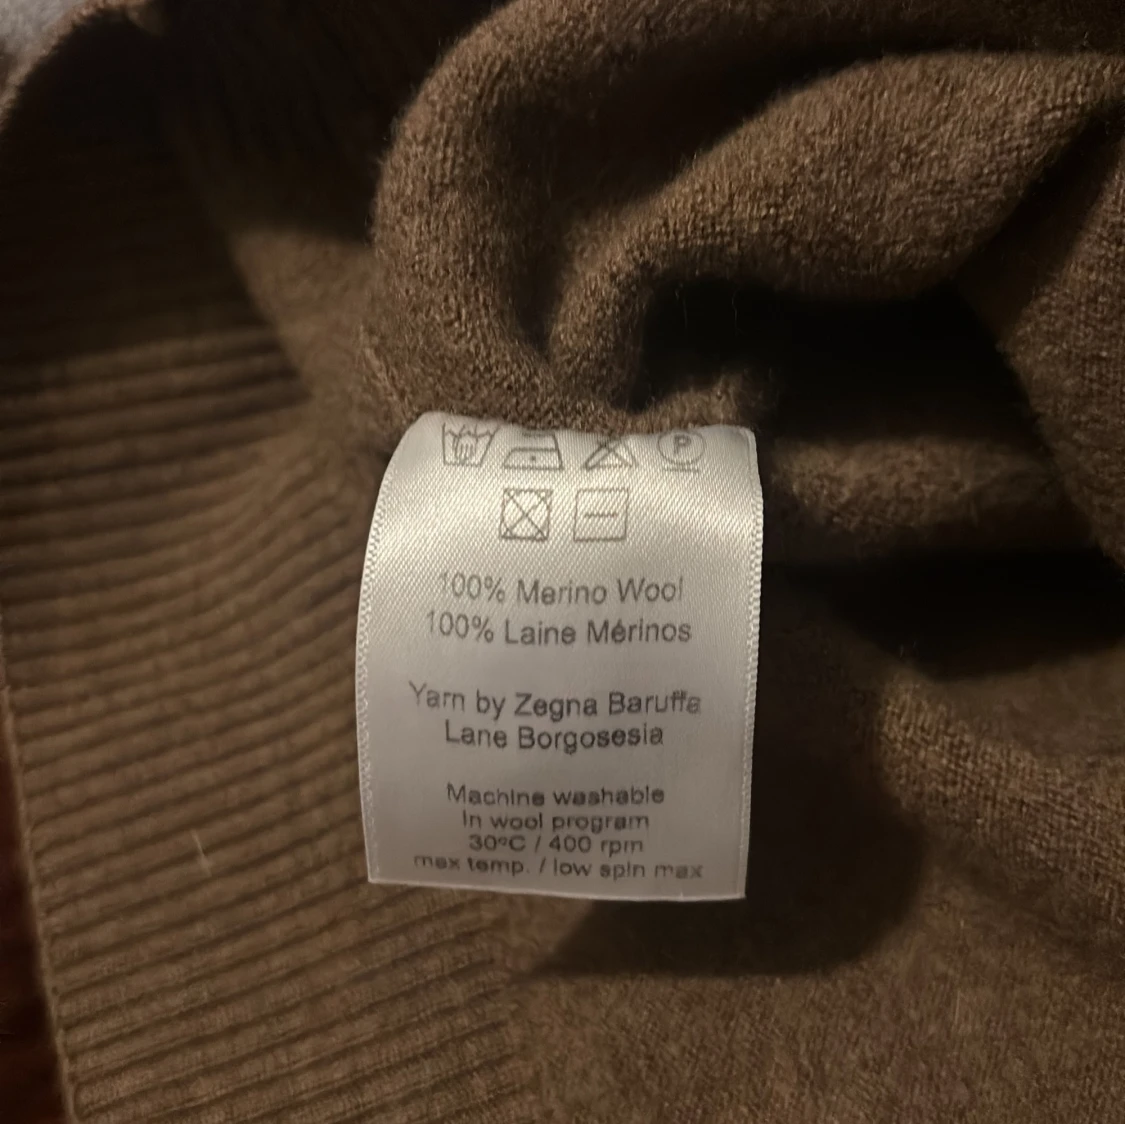 P
100% Merino Wool
100% Laine Mérinos
Yarn by Zegna Baruffa
Lane Borgosesia
Machine washable
In wool program
30ºC / 400 rpm
max temp. / low spin max